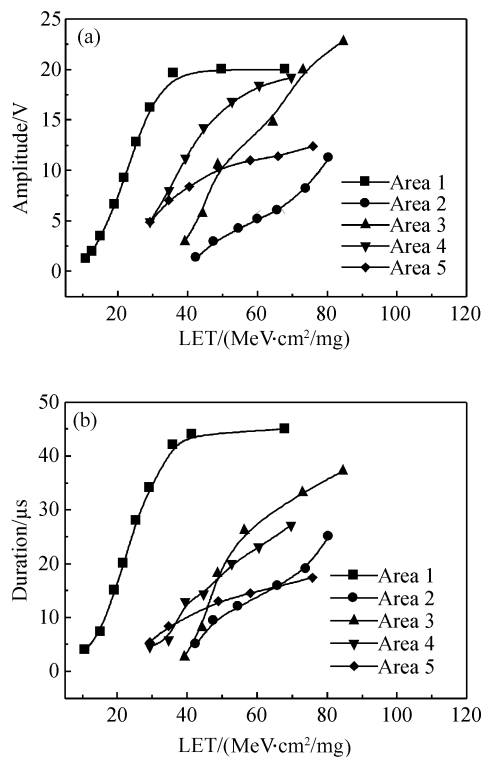 (a)
25
20
15
10
5
0
Amplitude/V
Area 1
Area 2
Area 3
Area 4
Area 5
20 40 60 80 100 120
LET/(MeV·cm²/mg)
(b)
50
40
30
20
10
0
Duration/μs
Area 1
Area 2
Area 3
Area 4
Area 5
20 40 60 80 100 120
LET/(MeV·cm²/mg)